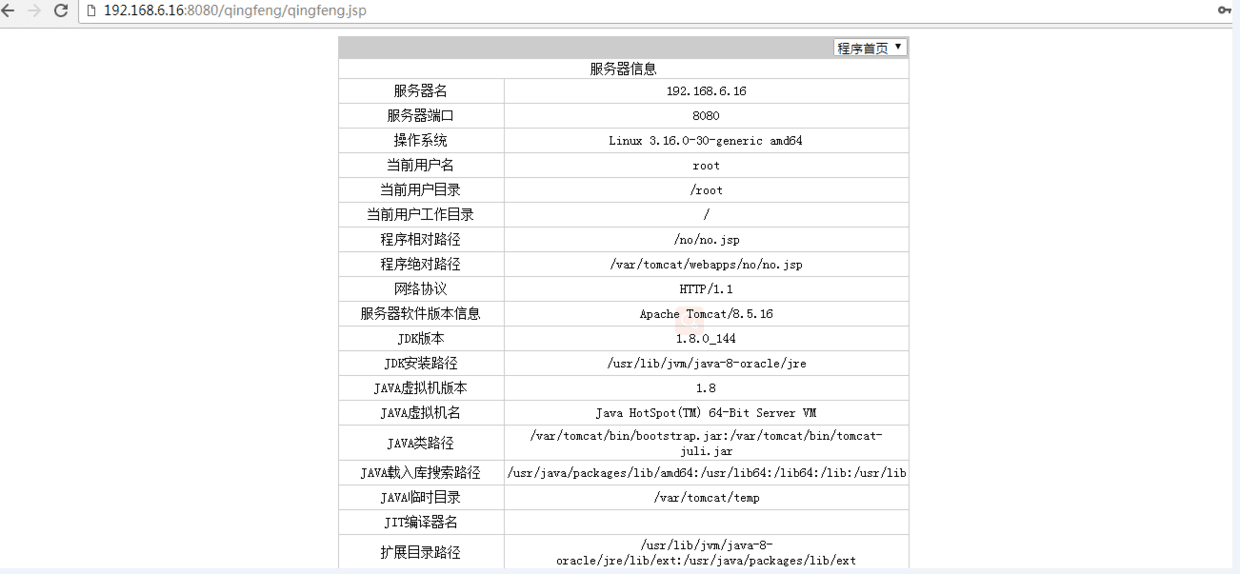 192.168.6.16:8080/qingfeng/qingfeng.jsp
程序首页
服务器信息
服务器名 192.168.6.16
服务器端口 8080
操作系统 Linux 3.16.0-30-generic amd64
当前用户名 root
当前用户目录 /root
当前用户工作目录 /
程序相对路径 /no/no.jsp
程序绝对路径 /var/tomcat/webapps/no/no.jsp
网络协议 HTTP/1.1
服务器软件版本信息 Apache Tomcat/8.5.16
JDK版本 1.8.0_144
JDK安装路径 /usr/lib/jvm/java-8-oracle/jre
JAVA虚拟机版本 1.8
JAVA虚拟机名 Java HotSpot(TM) 64-Bit Server VM
JAVA类路径 /var/tomcat/bin/bootstrap.jar:/var/tomcat/bin/tomcat-
juli.jar
JAVA载入库搜索路径 /usr/java/packages/lib/amd64:/usr/lib64:/lib64:/lib:/usr/lib
JAVA临时目录 /var/tomcat/temp
JIT编译器名
扩展目录路径 /usr/lib/jvm/java-8-
oracle/jre/lib/ext:/usr/java/packages/lib/ext